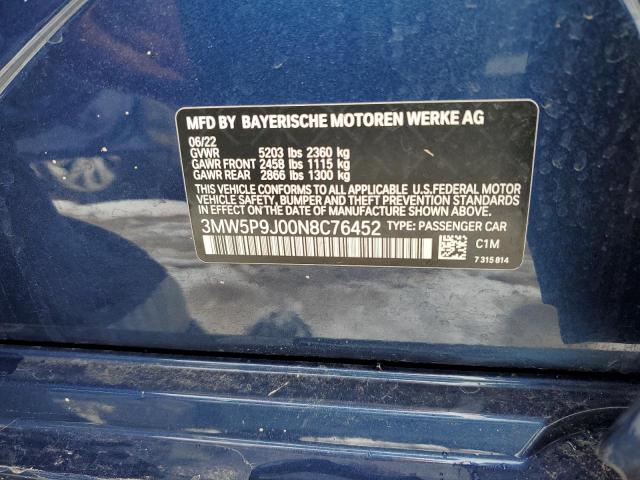 MFD BY BAYERISCHE MOTOREN WERKE AG
06/22
GVWR 5203 lbs 2360 kg
GAWR FRONT 2458 lbs 1115 kg
GAWR REAR 2866 lbs 1300 kg
THIS VEHICLE CONFORMS TO ALL APPLICABLE U.S.FEDERAL MOTOR
VEHICLE SAFETY, BUMPER AND THEFT PREVENTION STANDARDS
IN EFFECT ON THE DATE OF MANUFACTURE SHOWN ABOVE.
3MW5P9J00N8C76452 TYPE: PASSENGER CAR
C1M
7 315 814